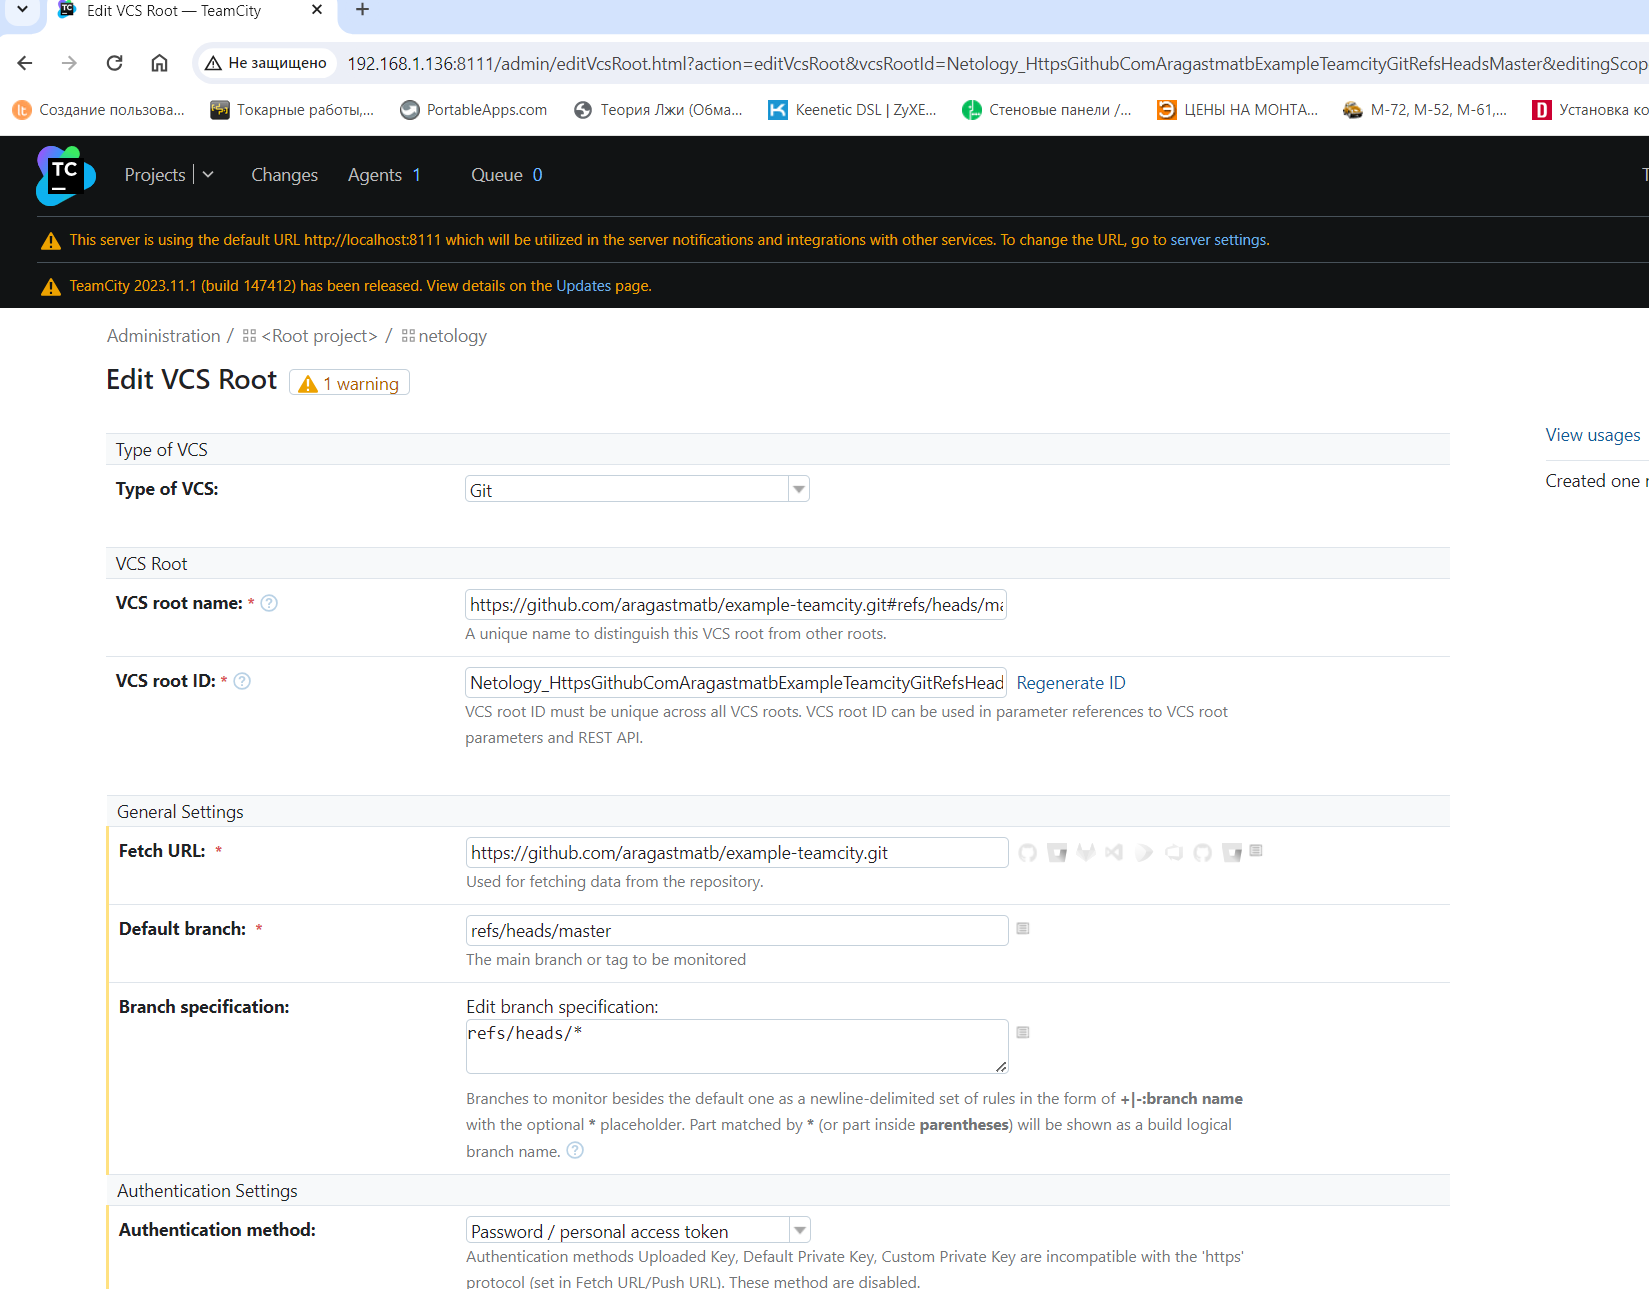 Edit VCS Root — TeamCity
Не защищено 192.168.1.136:8111/admin/editVcsRoot.html?action=editVcsRoot&vcsRootId=Netology_HttpsGithubComAragastmatbExampleTeamcityGitRefsHeadsMaster&editingScop
Создание пользова... Токарные работы,... PortableApps.com Теория Лжи (Обма... Keenetic DSL | ZyXE... Стеновые панели /... ЦЕНЫ НА МОНТА... М-72, М-52, М-61,... Установка ко
TC Projects Changes Agents 1 Queue 0
This server is using the default URL http://localhost:8111 which will be utilized in the server notifications and integrations with other services. To change the URL, go to server settings.
TeamCity 2023.11.1 (build 147412) has been released. View details on the Updates page.
Administration / <Root project> / netology
Edit VCS Root 1 warning
View usages
Created one
Type of VCS
Type of VCS: Git
VCS Root
VCS root name: * https://github.com/aragastmatb/example-teamcity.git#refs/heads/ma
A unique name to distinguish this VCS root from other roots.
VCS root ID: * Netology_HttpsGithubComAragastmatbExampleTeamcityGitRefsHead Regenerate ID
VCS root ID must be unique across all VCS roots. VCS root ID can be used in parameter references to VCS root
parameters and REST API.
General Settings
Fetch URL: * https://github.com/aragastmatb/example-teamcity.git
Used for fetching data from the repository.
Default branch: * refs/heads/master
The main branch or tag to be monitored
Branch specification: Edit branch specification:
refs/heads/*
Branches to monitor besides the default one as a newline-delimited set of rules in the form of +|-:branch name
with the optional * placeholder. Part matched by * (or part inside parentheses) will be shown as a build logical
branch name.
Authentication Settings
Authentication method: Password / personal access token
Authentication methods Uploaded Key, Default Private Key, Custom Private Key are incompatible with the 'https'
protocol (set in Fetch URL/Push URL). These method are disabled.